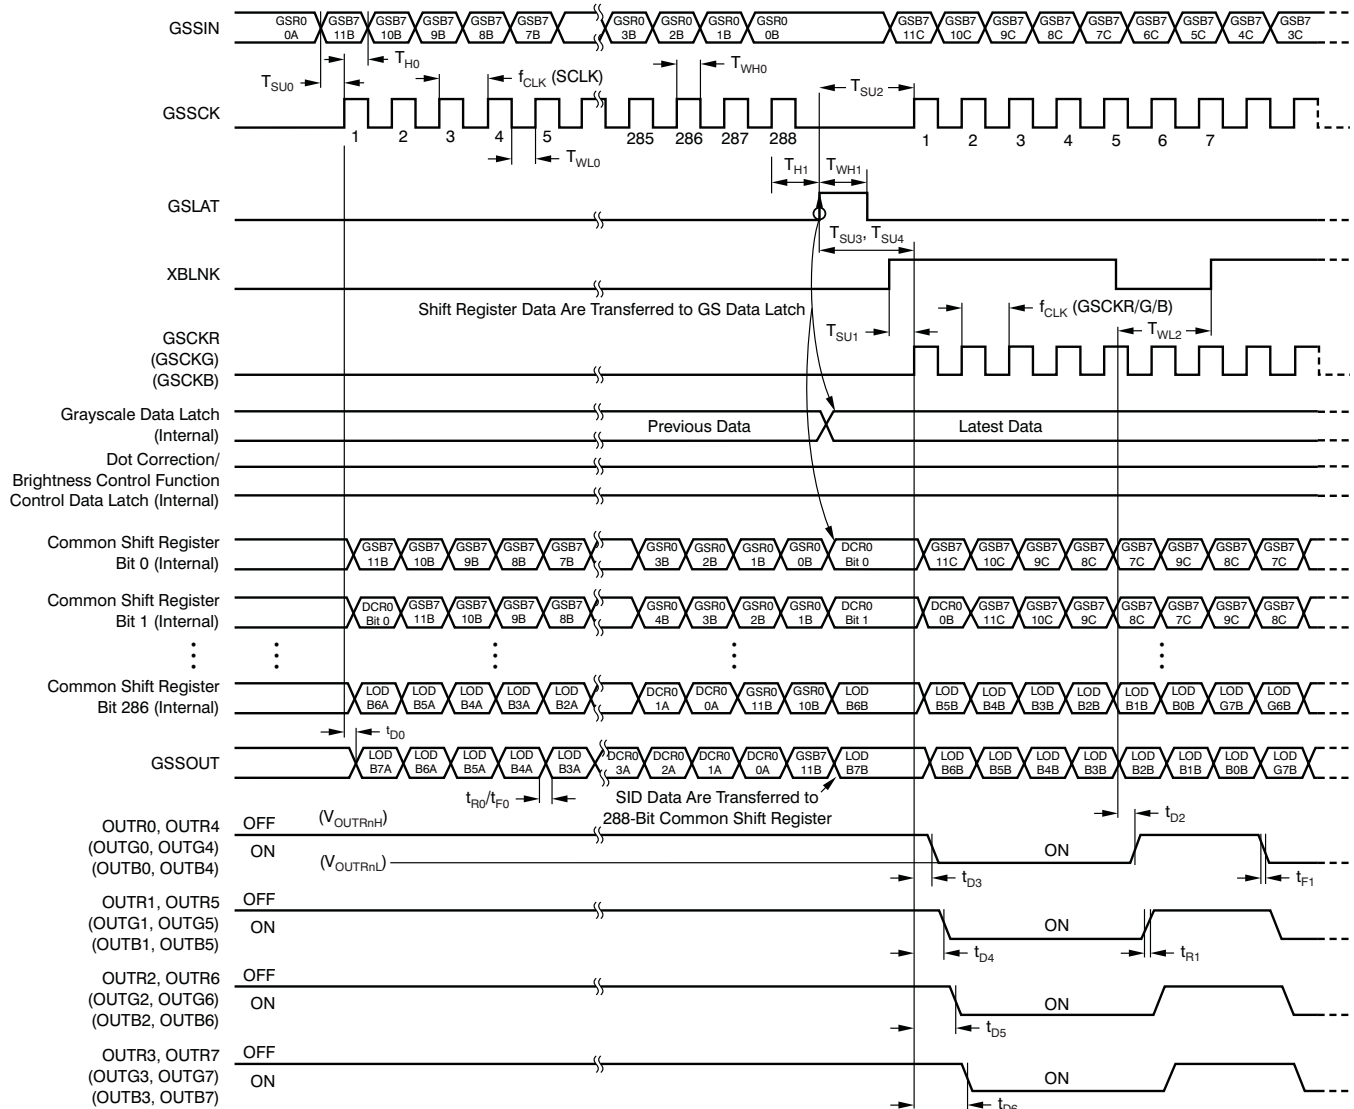 GSSIN
GSR0 0A GSB7 11B GSB7 10B GSB7 9B GSB7 8B GSB7 7B GSR0 3B GSR0 2B GSR0 1B GSR0 0B GSB7 11C GSB7 10C GSB7 9C GSB7 8C GSB7 7C GSB7 6C GSB7 5C GSB7 4C GSB7 3C
TSU0 TH0 fCLK (SCLK) TWH0 TSU2
GSSCK
1 2 3 4 5 285 286 287 288 1 2 3 4 5 6 7
TWL0 TH1 TWH1
GSLAT
TSU3, TSU4
XBLNK
Shift Register Data Are Transferred to GS Data Latch
TSU1 fCLK (GSCKR/G/B) TWL2
GSCKR
(GSCKG)
(GSCKB)
Grayscale Data Latch
(Internal)
Previous Data Latest Data
Dot Correction/
Brightness Control Function
Control Data Latch (Internal)
Common Shift Register
Bit 0 (Internal)
GSB7 11B GSB7 10B GSB7 9B GSB7 8B GSB7 7B GSR0 3B GSR0 2B GSR0 1B GSR0 0B DCR0 Bit 0 GSB7 11C GSB7 10C GSB7 9C GSB7 8C GSB7 7C GSB7 9C GSB7 8C GSB7 7C
Common Shift Register
Bit 1 (Internal)
DCR0 Bit 0 GSB7 11B GSB7 10B GSB7 9B GSB7 8B GSR0 4B GSR0 3B GSR0 2B GSR0 1B DCR0 Bit 1 DCR0 0B GSB7 11C GSB7 10C GSB7 9C GSB7 8C GSB7 7C GSB7 9C GSB7 8C
Common Shift Register
Bit 286 (Internal)
LOD B6A LOD B5A LOD B4A LOD B3A LOD B2A DCR0 1A DCR0 0A GSR0 11B GSR0 10B LOD B6B LOD B5B LOD B4B LOD B3B LOD B2B LOD B1B LOD B0B LOD G7B LOD G6B
tD0
GSSOUT
LOD B7A LOD B6A LOD B5A LOD B4A LOD B3A DCR0 3A DCR0 2A DCR0 1A DCR0 0A GSB7 11B LOD B7B LOD B6B LOD B5B LOD B4B LOD B3B LOD B2B LOD B1B LOD B0B LOD G7B
tR0/tF0
SID Data Are Transferred to
288-Bit Common Shift Register
tD2
OUTR0, OUTR4
(OUTG0, OUTG4)
(OUTB0, OUTB4)
OFF
ON
(VOUTRnH)
(VOUTRnL)
ON
tD3 tF1
OUTR1, OUTR5
(OUTG1, OUTG5)
(OUTB1, OUTB5)
OFF
ON
ON
tD4 tR1
OUTR2, OUTR6
(OUTG2, OUTG6)
(OUTB2, OUTB6)
OFF
ON
ON
tD5
OUTR3, OUTR7
(OUTG3, OUTG7)
(OUTB3, OUTB7)
OFF
ON
ON
tD6